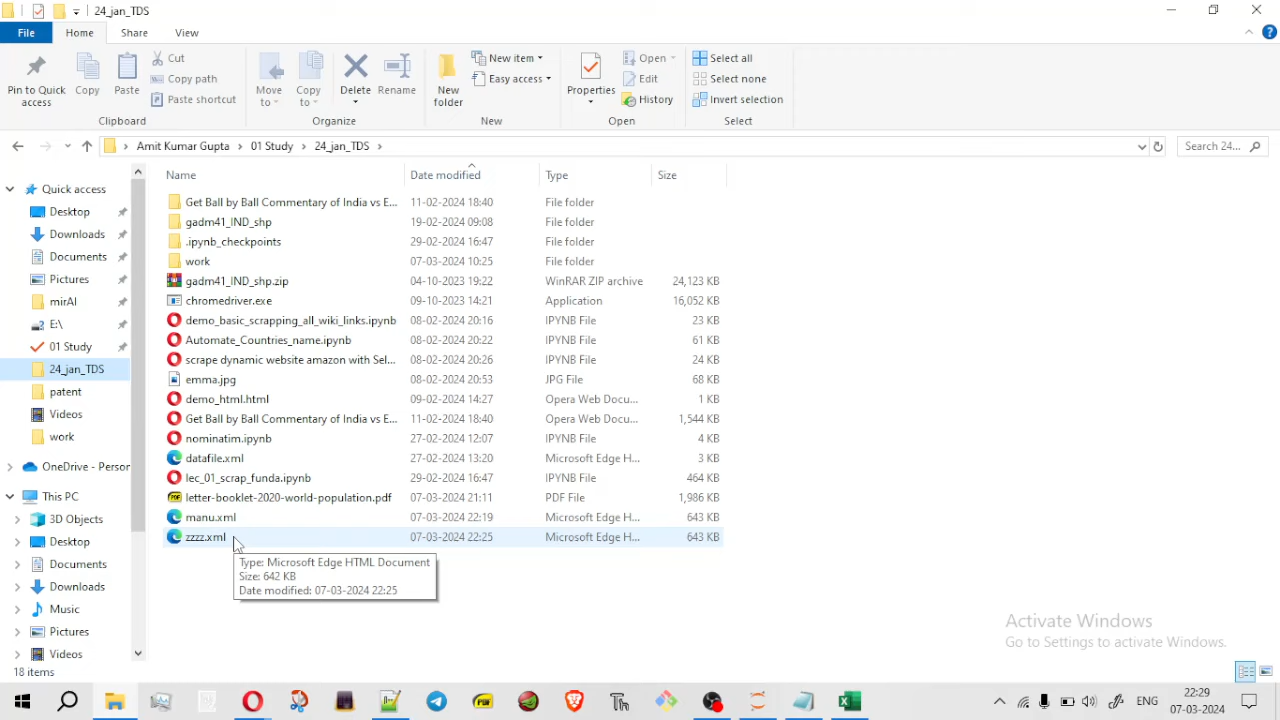 24_jan_TDS
File Home Share View
Pin to Quick access
Copy
Paste
Cut
Copy path
Paste shortcut
Clipboard
Move to
Copy to
Delete
Rename
Organize
New folder
New item
Easy access
New
Properties
Open
Edit
History
Open
Select all
Select none
Invert selection
Select
Amit Kumar Gupta 01 Study 24_jan_TDS
Search 24...
Quick access
Desktop
Downloads
Documents
Pictures
mirAI
E:\
01 Study
24_jan_TDS
patent
Videos
work
OneDrive - Person
This PC
3D Objects
Desktop
Documents
Downloads
Music
Pictures
Videos
Name Date modified Type Size
Get Ball by Ball Commentary of India vs E... 11-02-2024 18:40 File folder
gadm41_IND_shp 19-02-2024 09:08 File folder
.ipynb_checkpoints 29-02-2024 16:47 File folder
work 07-03-2024 10:25 File folder
gadm41_IND_shp.zip 04-10-2023 19:22 WinRAR ZIP archive 24,123 KB
chromedriver.exe 09-10-2023 14:21 Application 16,052 KB
demo_basic_scrapping_all_wiki_links.ipynb 08-02-2024 20:16 IPYNB File 23 KB
Automate_Countries_name.ipynb 08-02-2024 20:22 IPYNB File 61 KB
scrape dynamic website amazon with Sel... 08-02-2024 20:26 IPYNB File 24 KB
emma.jpg 08-02-2024 20:53 JPG File 68 KB
demo_html.html 09-02-2024 14:27 Opera Web Docu... 1 KB
Get Ball by Ball Commentary of India vs E... 11-02-2024 18:40 Opera Web Docu... 1,544 KB
nominatim.ipynb 27-02-2024 12:07 IPYNB File 4 KB
datafile.xml 27-02-2024 13:20 Microsoft Edge H... 3 KB
lec_01_scrap_funda.ipynb 29-02-2024 16:47 IPYNB File 464 KB
letter-booklet-2020-world-population.pdf 07-03-2024 21:11 PDF File 1,986 KB
manu.xml 07-03-2024 22:19 Microsoft Edge H... 643 KB
zzzz.xml 07-03-2024 22:25 Microsoft Edge H... 643 KB
Type: Microsoft Edge HTML Document
Size: 642 KB
Date modified: 07-03-2024 22:25
Activate Windows
Go to Settings to activate Windows.
18 items
ENG
22:29
07-03-2024